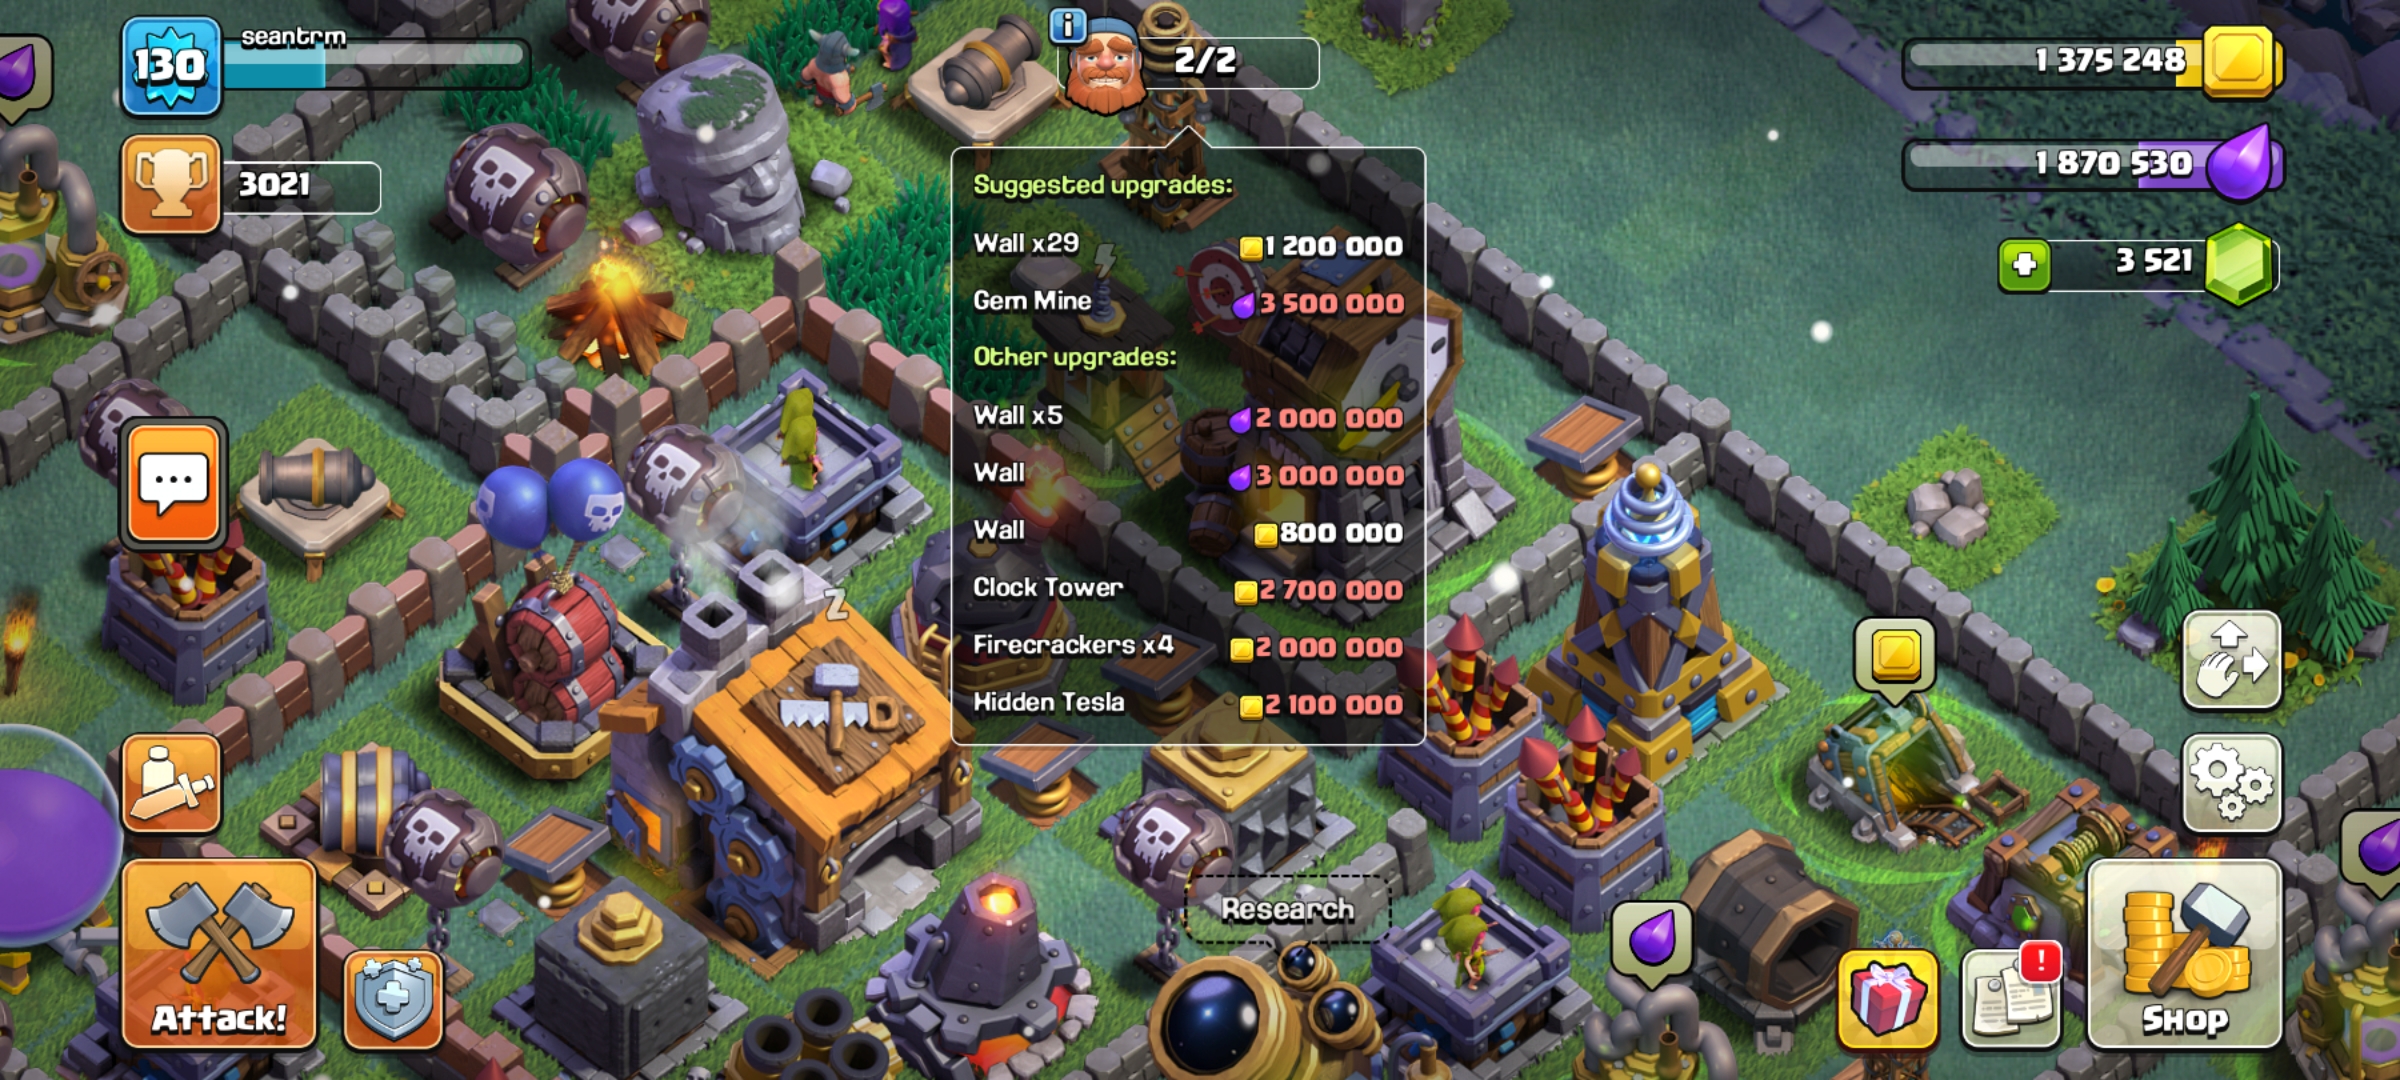 130
seantrm
3021
i
2/2
1 375 248
1 870 530
3 521
Suggested upgrades:
Wall x29 1 200 000
Gem Mine 3 500 000
Other upgrades:
Wall x5 2 000 000
Wall 3 000 000
Wall 800 000
Clock Tower 2 700 000
Firecrackers x4 2 000 000
Hidden Tesla 2 100 000
Z
Research
Attack!
!
Shop